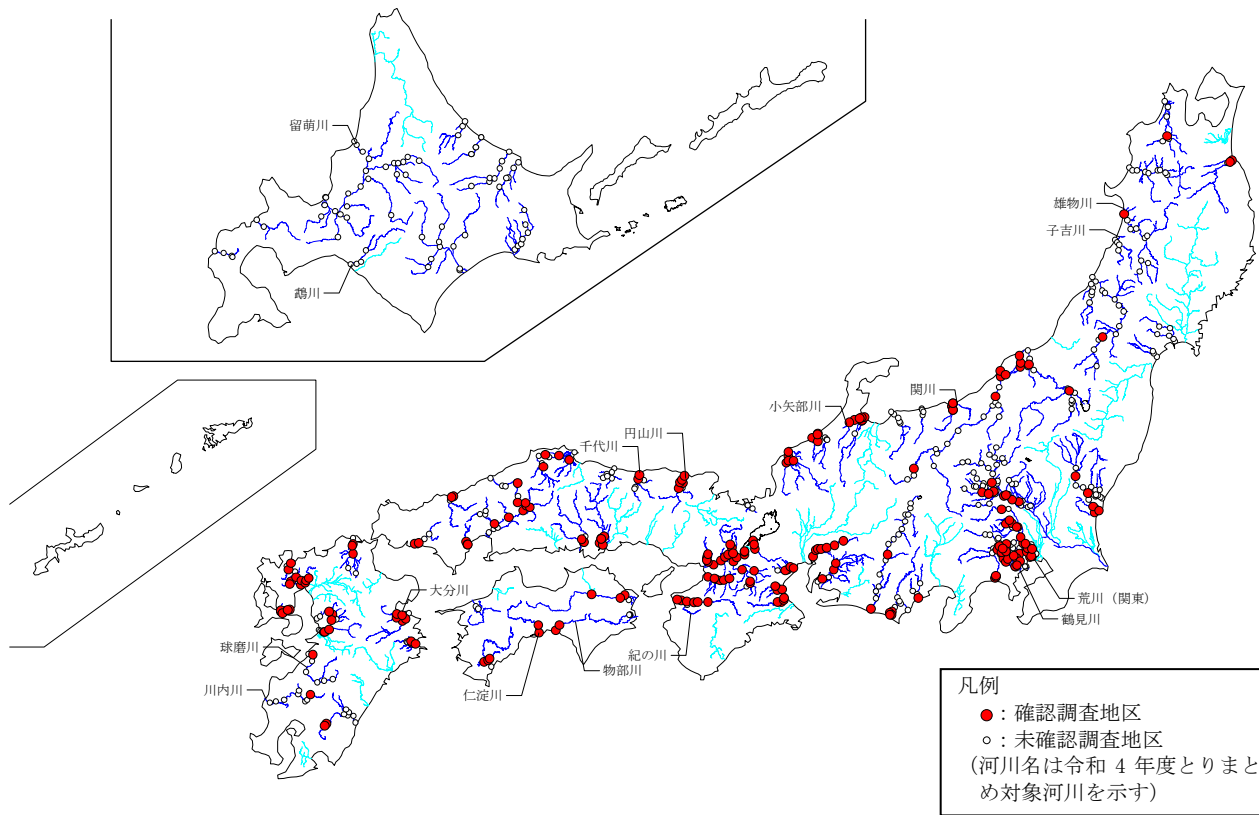 留萌川
鵡川
雄物川
子吉川
関川
小矢部川
円山川
千代川
荒川（関東）
鶴見川
大分川
球磨川
川内川
紀の川
物部川
仁淀川
凡例
●：確認調査地区
○：未確認調査地区
(河川名は令和 4 年度とりまと
め対象河川を示す)